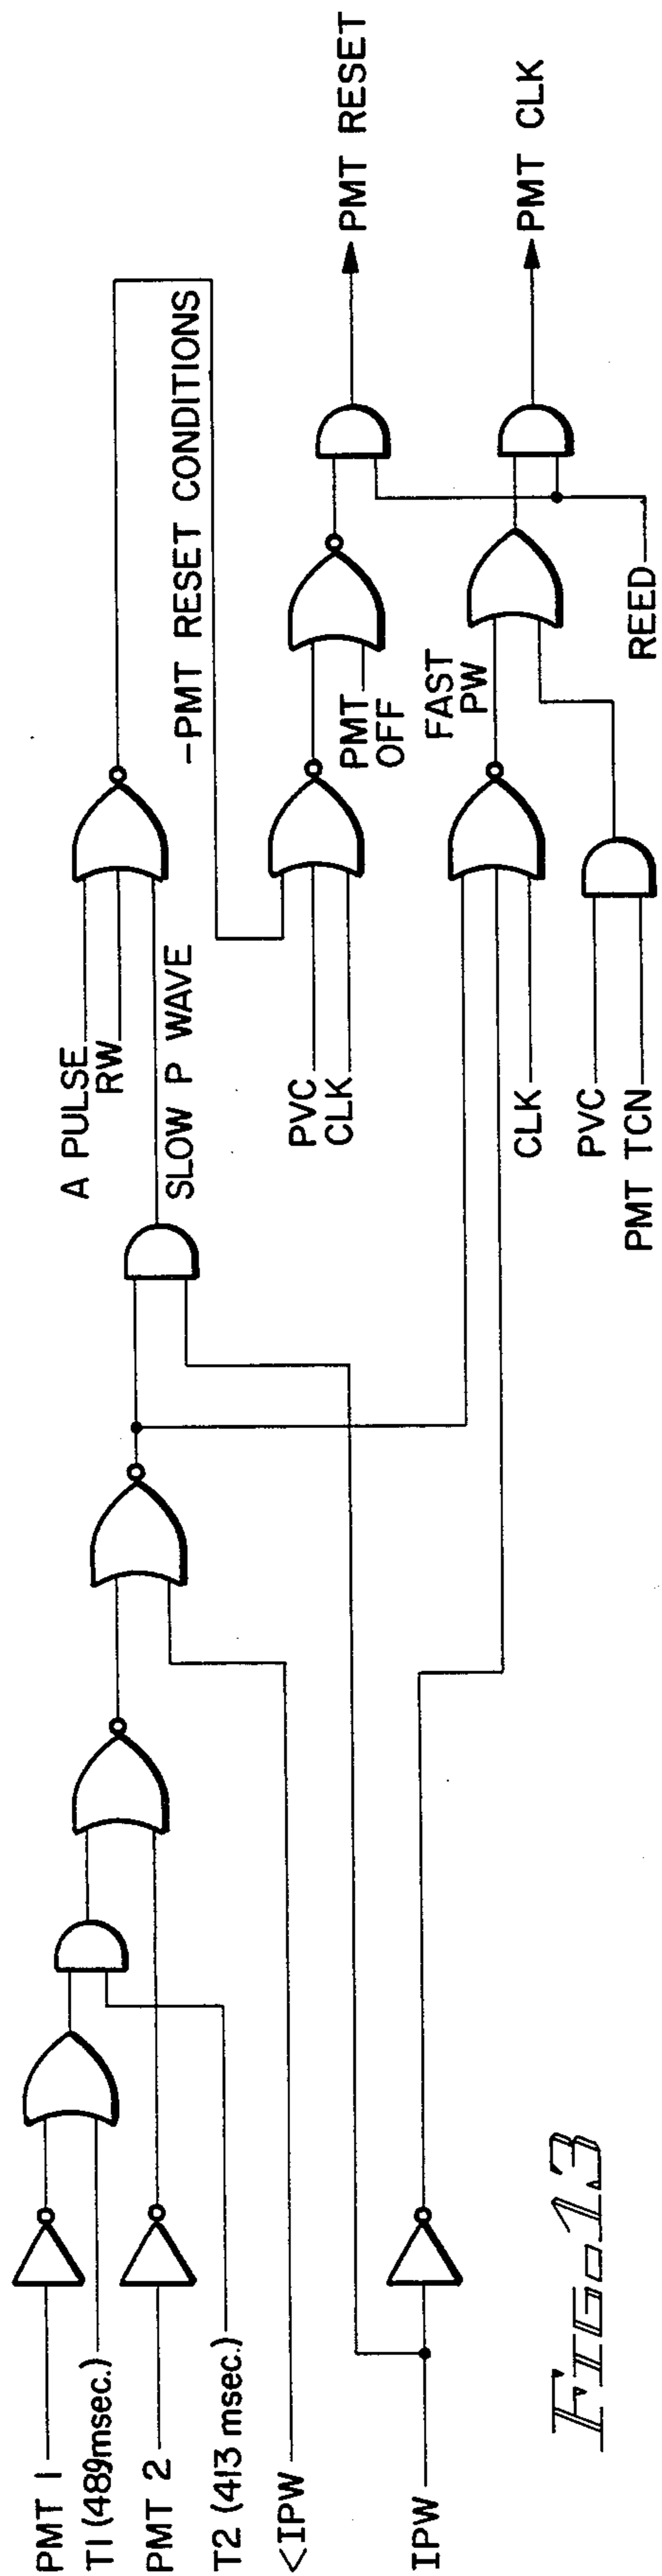 PMT 1
T1 (489msec.)
PMT 2
T2 (413 msec.)
<IPW
IPW
A PULSE
RW
SLOW P WAVE
-PMT RESET CONDITIONS
PVC
CLK
PMT
OFF
FAST
PW
CLK
PVC
PMT TCN
REED
PMT RESET
PMT CLK
FIG. 13